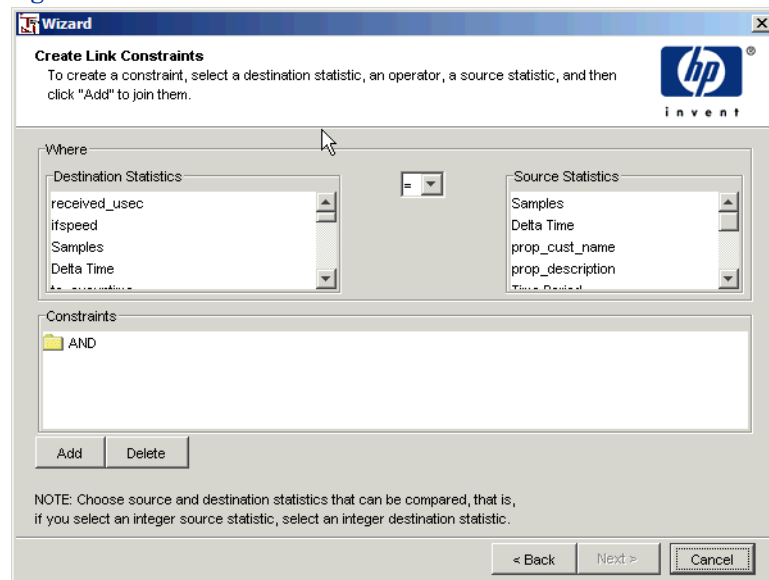 Wizard
Create Link Constraints
To create a constraint, select a destination statistic, an operator, a source statistic, and then
click "Add" to join them.
hp
®
invent
Where
Destination Statistics
received_usec
ifspeed
Samples
Delta Time
=
Source Statistics
Samples
Delta Time
prop_cust_name
prop_description
Constraints
AND
Add
Delete
NOTE: Choose source and destination statistics that can be compared, that is,
if you select an integer source statistic, select an integer destination statistic.
< Back
Next >
Cancel